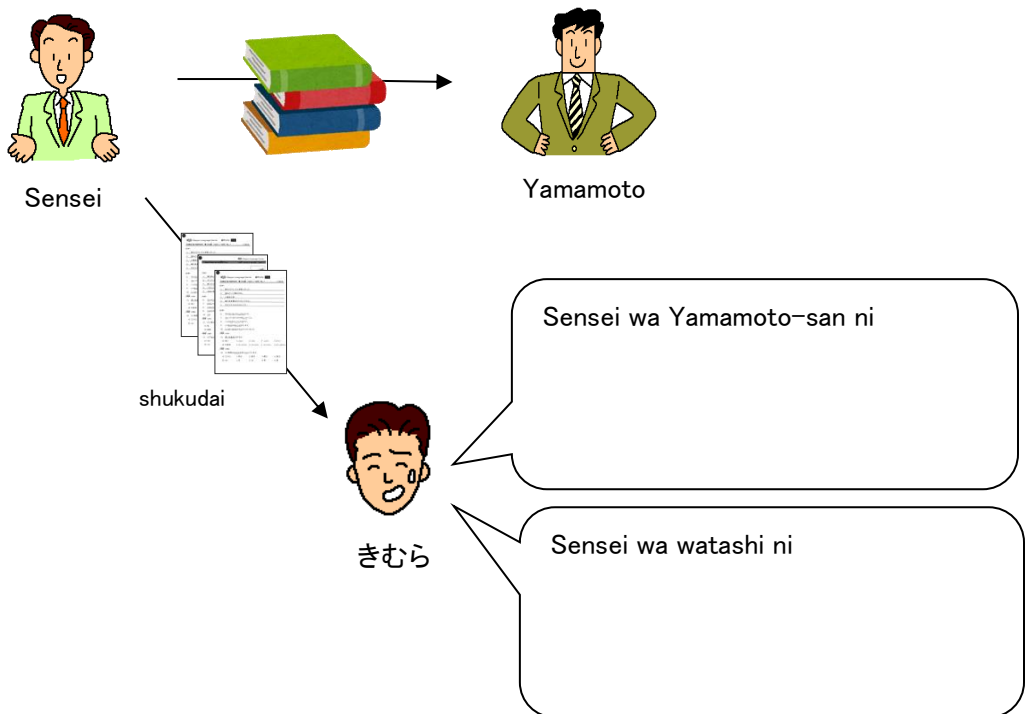 Sensei
Yamamoto
shukudai
Sensei wa Yamamoto-san ni
きむら
Sensei wa watashi ni